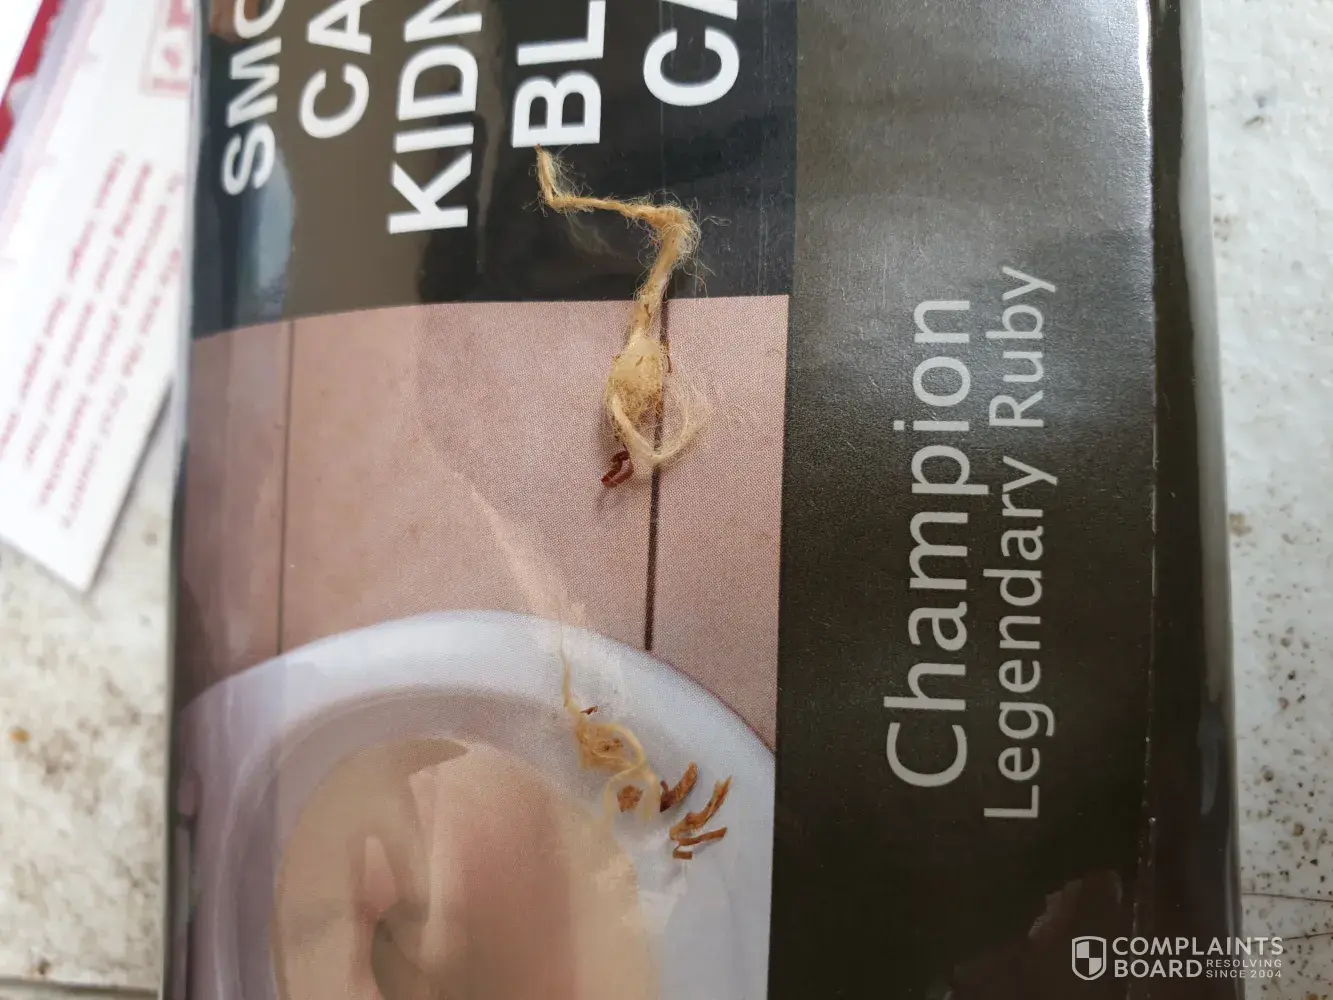 SMO
CA
KIDN
BL
CA
Champion
Legendary Ruby
COMPLAINTS
BOARD RESOLVING
SINCE 2004